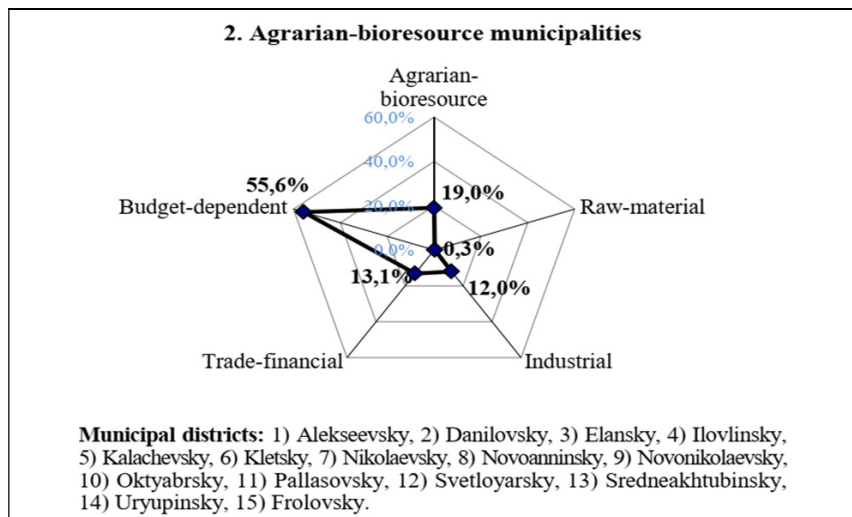 2. Agrarian-bioresource municipalities
Agrarian-
bioresource
60,0%
40,0%
55,6%
19,0%
20,0%
Budget-dependent
Raw-material
0,0%
0,3%
13,1%
12,0%
Trade-financial
Industrial
Municipal districts: 1) Alekseevsky, 2) Danilovsky, 3) Elansky, 4) Ilovlinsky,
5) Kalachevsky, 6) Kletsky, 7) Nikolaevsky, 8) Novoanninsky, 9) Novonikolaevsky,
10) Oktyabrsky, 11) Pallasovsky, 12) Svetloyarsky, 13) Sredneakhtubinsky,
14) Uryupinsky, 15) Frolovsky.